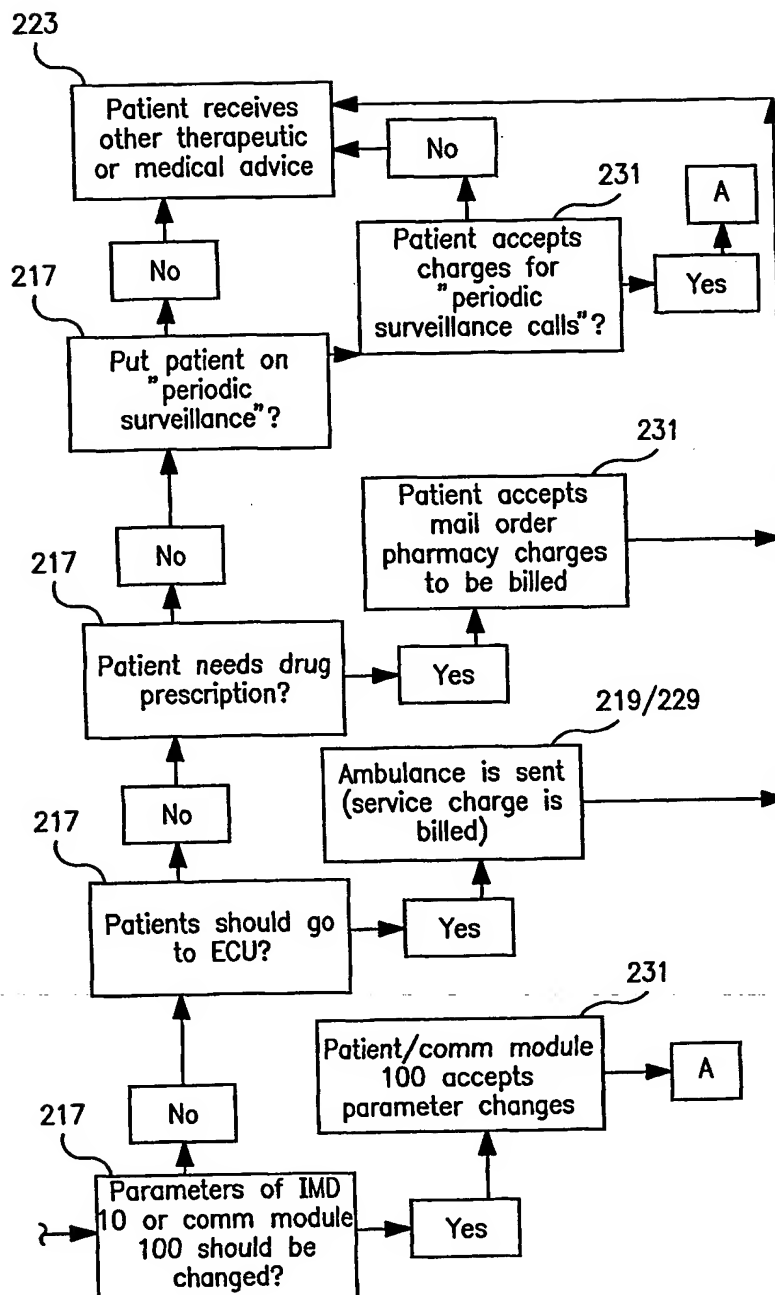 223
Patient receives
other therapeutic
or medical advice
No
231
A
Patient accepts
charges for
"periodic
surveillance calls"?
Yes
No
217
Put patient on
"periodic
surveillance"?
231
Patient accepts
mail order
pharmacy charges
to be billed
No
217
Patient needs drug
prescription?
Yes
219/229
Ambulance is sent
(service charge is
billed)
No
217
Patients should go
to ECU?
Yes
231
Patient/comm module
100 accepts
parameter changes
A
No
217
Parameters of IMD
10 or comm module
100 should be
changed?
Yes